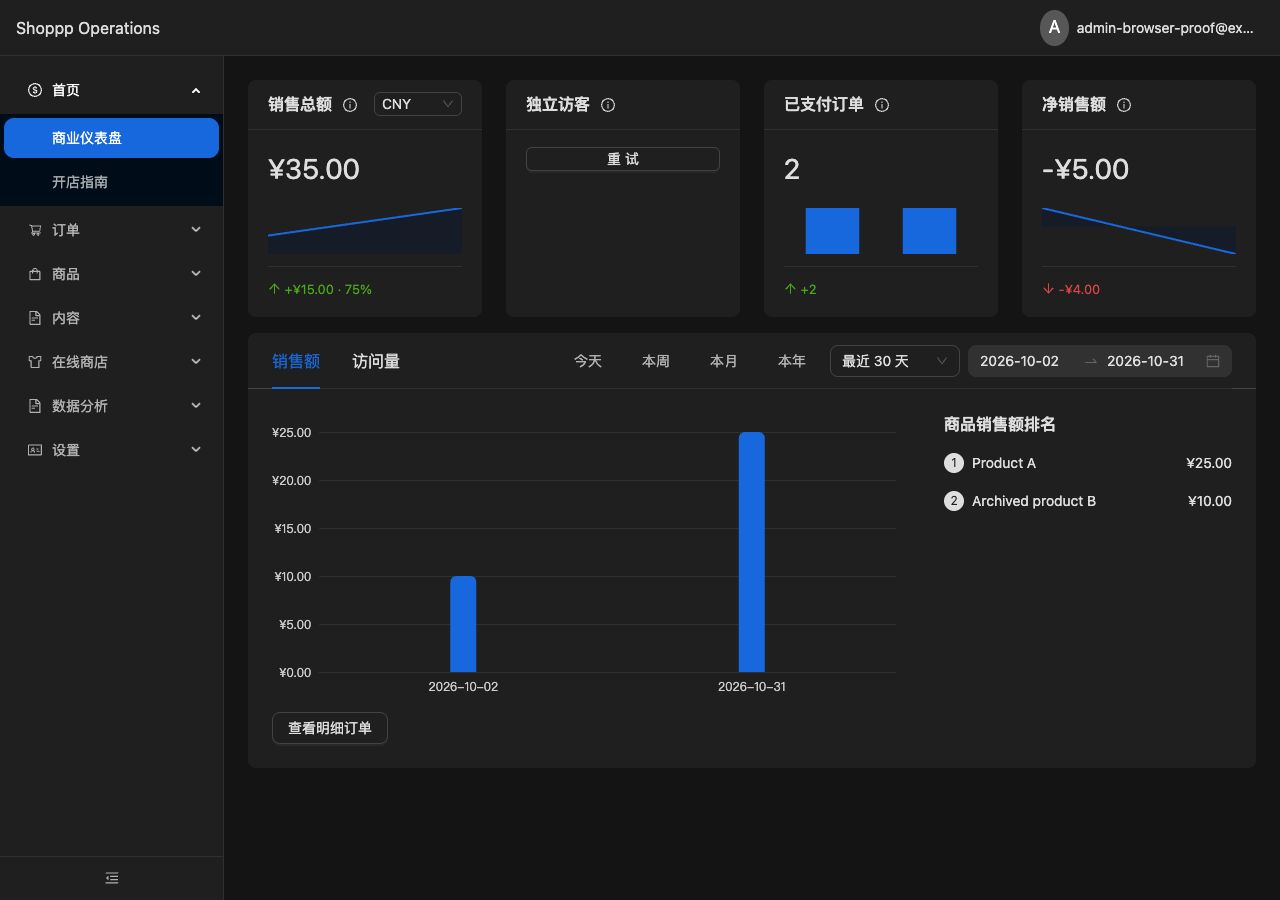 Shoppp Operations
A
admin-browser-proof@ex...
首页
商业仪表盘
开店指南
订单
商品
内容
在线商店
数据分析
设置
销售总额
CNY
¥35.00
+¥15.00 · 75%
独立访客
重 试
已支付订单
2
+2
净销售额
-¥5.00
-¥4.00
销售额
访问量
今天
本周
本月
本年
最近 30 天
2026-10-02
2026-10-31
¥25.00
¥20.00
¥15.00
¥10.00
¥5.00
¥0.00
2026-10-02
2026-10-31
查看明细订单
商品销售额排名
1 Product A ¥25.00
2 Archived product B ¥10.00